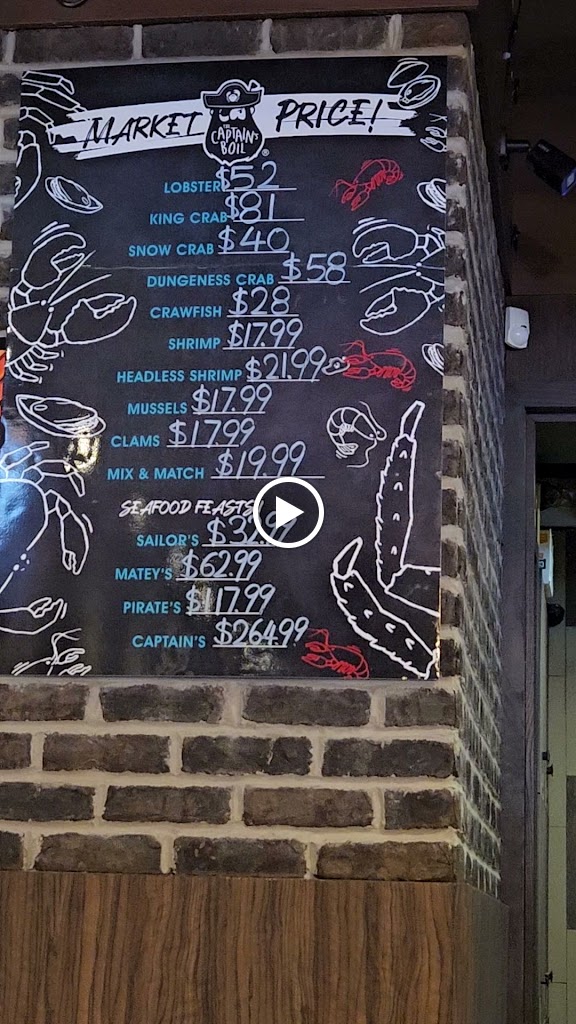 MARKET PRICE!
THE CAPTAIN'S BOIL
LOBSTER $52
KING CRAB $81
SNOW CRAB $40
DUNGENESS CRAB $58
CRAWFISH $28
SHRIMP $17.99
HEADLESS SHRIMP $21.99
MUSSELS $17.99
CLAMS $17.99
MIX & MATCH $19.99
SEAFOOD FEASTS
SAILOR'S
MATEY'S $62.99
PIRATE'S $117.99
CAPTAIN'S $264.99